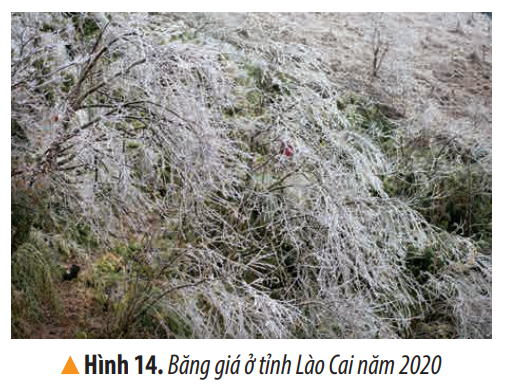 ▲ Hình 14. Băng giá ở tỉnh Lào Cai năm 2020